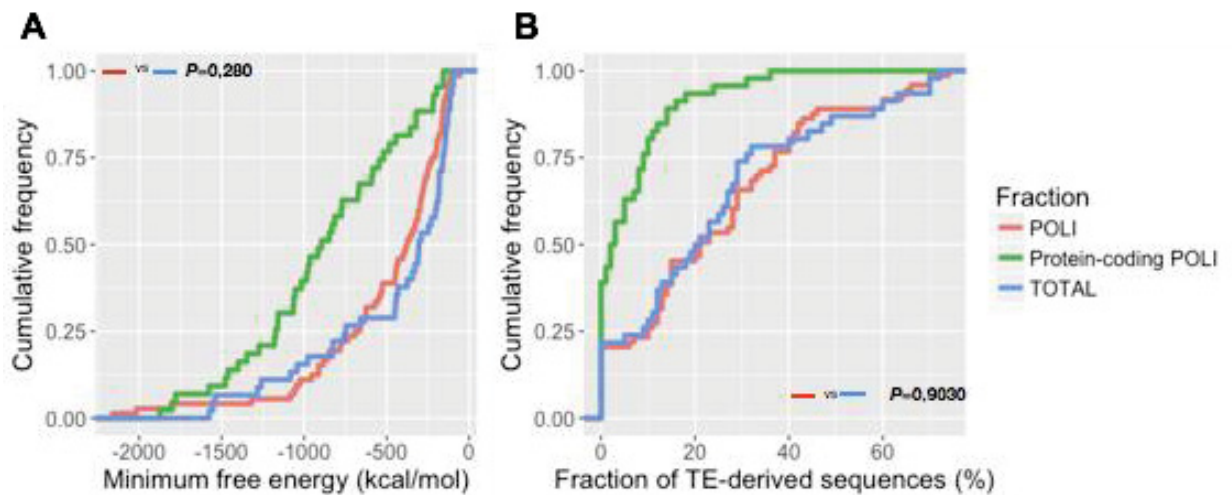 A
B
vs P=0,280
1.00
0.75
0.50
0.25
0.00
Cumulative frequency
-2000 -1500 -1000 -500 0
Minimum free energy (kcal/mol)
1.00
0.75
0.50
0.25
0.00
Cumulative frequency
vs P=0,9030
0 20 40 60
Fraction of TE-derived sequences (%)
Fraction
POLI
Protein-coding POLI
TOTAL